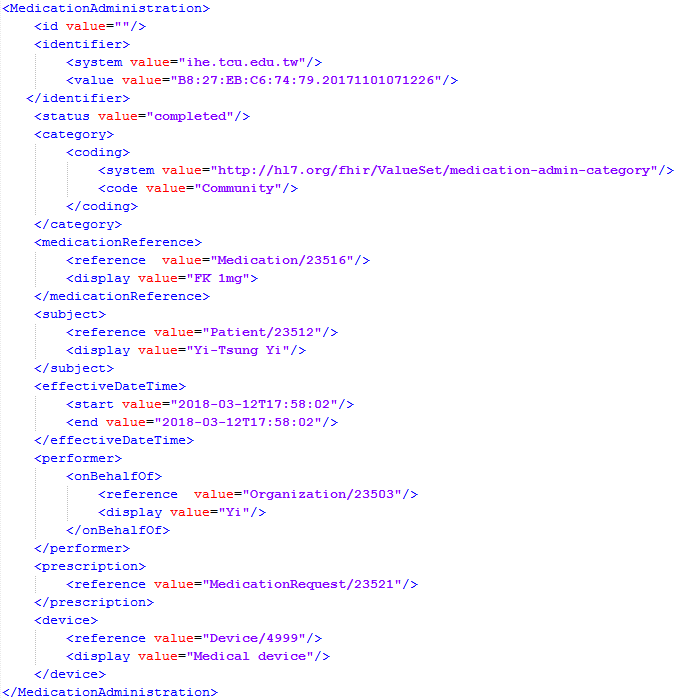 <MedicationAdministration>
<id value=""/>
<identifier>
<system value="ihe.tcu.edu.tw"/>
<value value="B8:27:EB:C6:74:79.20171101071226"/>
</identifier>
<status value="completed"/>
<category>
<coding>
<system value="http://hl7.org/fhir/ValueSet/medication-admin-category"/>
<code value="Community"/>
</coding>
</category>
<medicationReference>
<reference  value="Medication/23516"/>
<display value="FK 1mg">
</medicationReference>
<subject>
<reference value="Patient/23512"/>
<display value="Yi-Tsung Yi"/>
</subject>
<effectiveDateTime>
<start value="2018-03-12T17:58:02"/>
<end value="2018-03-12T17:58:02"/>
</effectiveDateTime>
<performer>
<onBehalfOf>
<reference  value="Organization/23503"/>
<display value="Yi"/>
</onBehalfOf>
</performer>
<prescription>
<reference value="MedicationRequest/23521"/>
</prescription>
<device>
<reference value="Device/4999"/>
<display value="Medical device"/>
</device>
</MedicationAdministration>